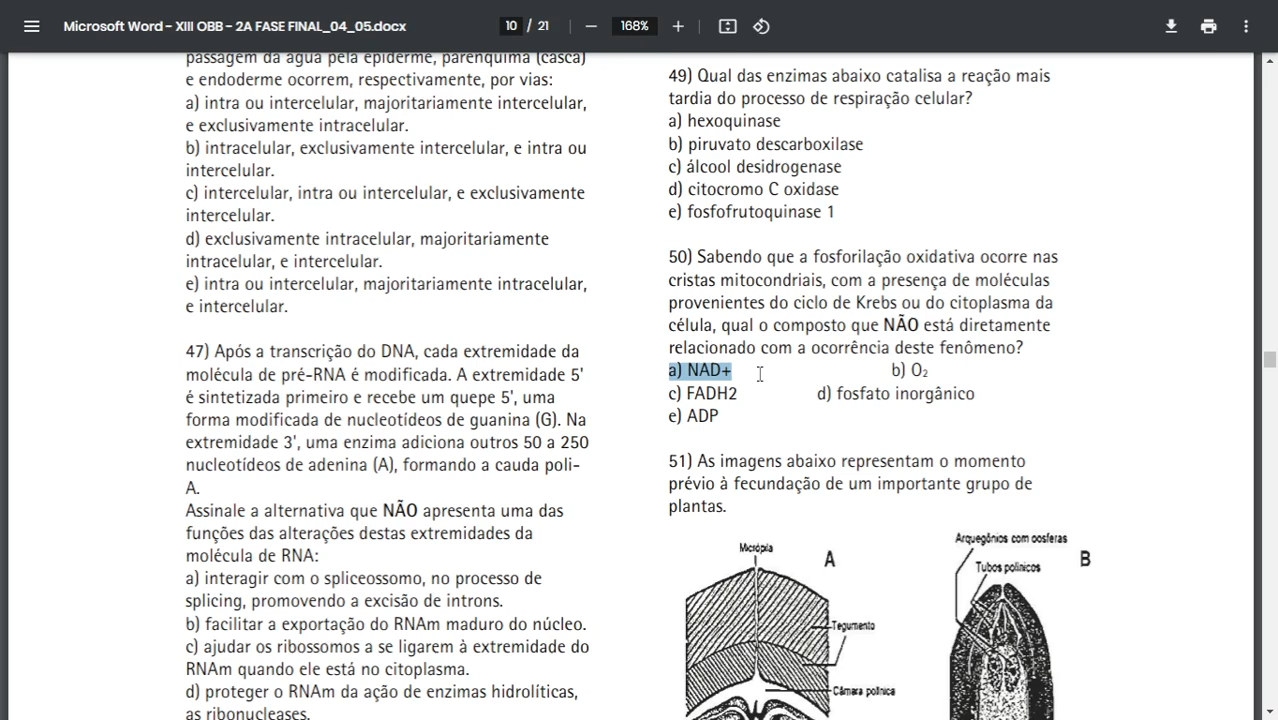 Microsoft Word - XIII OBB - 2A FASE FINAL_04_05.docx
10 / 21
168%
passagem da água pela epiderme, parênquima (casca)
e endoderme ocorrem, respectivamente, por vias:
a) intra ou intercelular, majoritariamente intercelular,
e exclusivamente intracelular.
b) intracelular, exclusivamente intercelular, e intra ou
intercelular.
c) intercelular, intra ou intercelular, e exclusivamente
intercelular.
d) exclusivamente intracelular, majoritariamente
intracelular, e intercelular.
e) intra ou intercelular, majoritariamente intracelular,
e intercelular.
47) Após a transcrição do DNA, cada extremidade da
molécula de pré-RNA é modificada. A extremidade 5'
é sintetizada primeiro e recebe um quepe 5', uma
forma modificada de nucleotídeos de guanina (G). Na
extremidade 3', uma enzima adiciona outros 50 a 250
nucleotídeos de adenina (A), formando a cauda poli-
A.
Assinale a alternativa que NÃO apresenta uma das
funções das alterações destas extremidades da
molécula de RNA:
a) interagir com o spliceossomo, no processo de
splicing, promovendo a excisão de introns.
b) facilitar a exportação do RNAm maduro do núcleo.
c) ajudar os ribossomos a se ligarem à extremidade do
RNAm quando ele está no citoplasma.
d) proteger o RNAm da ação de enzimas hidrolíticas,
as ribonucleases.
49) Qual das enzimas abaixo catalisa a reação mais
tardia do processo de respiração celular?
a) hexoquinase
b) piruvato descarboxilase
c) álcool desidrogenase
d) citocromo C oxidase
e) fosfofrutoquinase 1
50) Sabendo que a fosforilação oxidativa ocorre nas
cristas mitocondriais, com a presença de moléculas
provenientes do ciclo de Krebs ou do citoplasma da
célula, qual o composto que NÃO está diretamente
relacionado com a ocorrência deste fenômeno?
a) NAD+ b) O₂
c) FADH2 d) fosfato inorgânico
e) ADP
51) As imagens abaixo representam o momento
prévio à fecundação de um importante grupo de
plantas.
Micrópila
A
Tegumento
Câmara polínica
Arquegônios com oosferas
B
Tubos polínicos